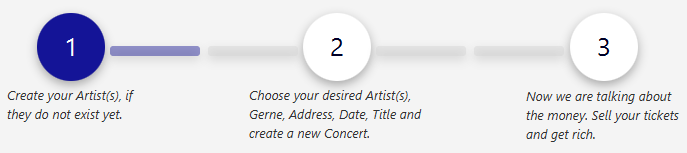 1
2
3
Create your Artist(s), if
they do not exist yet.
Choose your desired Artist(s),
Gerne, Address, Date, Title and
create a new Concert.
Now we are talking about
the money. Sell your tickets
and get rich.